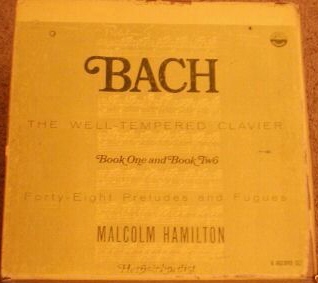 BACH
THE WELL-TEMPERED CLAVIER
Book One and Book Two
Forty-Eight Preludes and Fugues
MALCOLM HAMILTON
Harpsichord